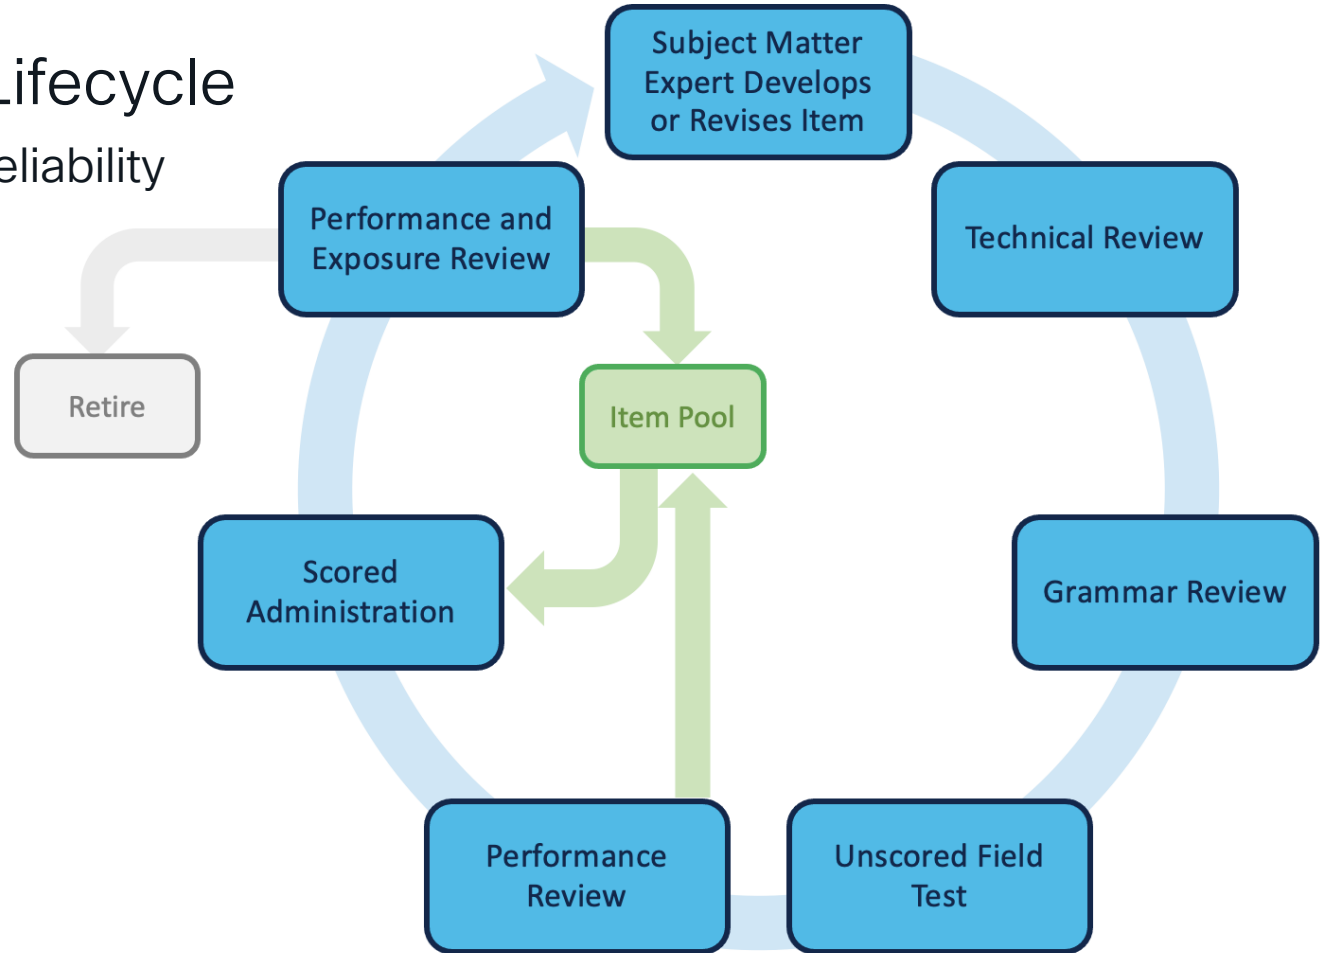 Lifecycle
eliability
Subject Matter
Expert Develops
or Revises Item
Technical Review
Grammar Review
Unscored Field
Test
Performance
Review
Scored
Administration
Performance and
Exposure Review
Retire
Item Pool